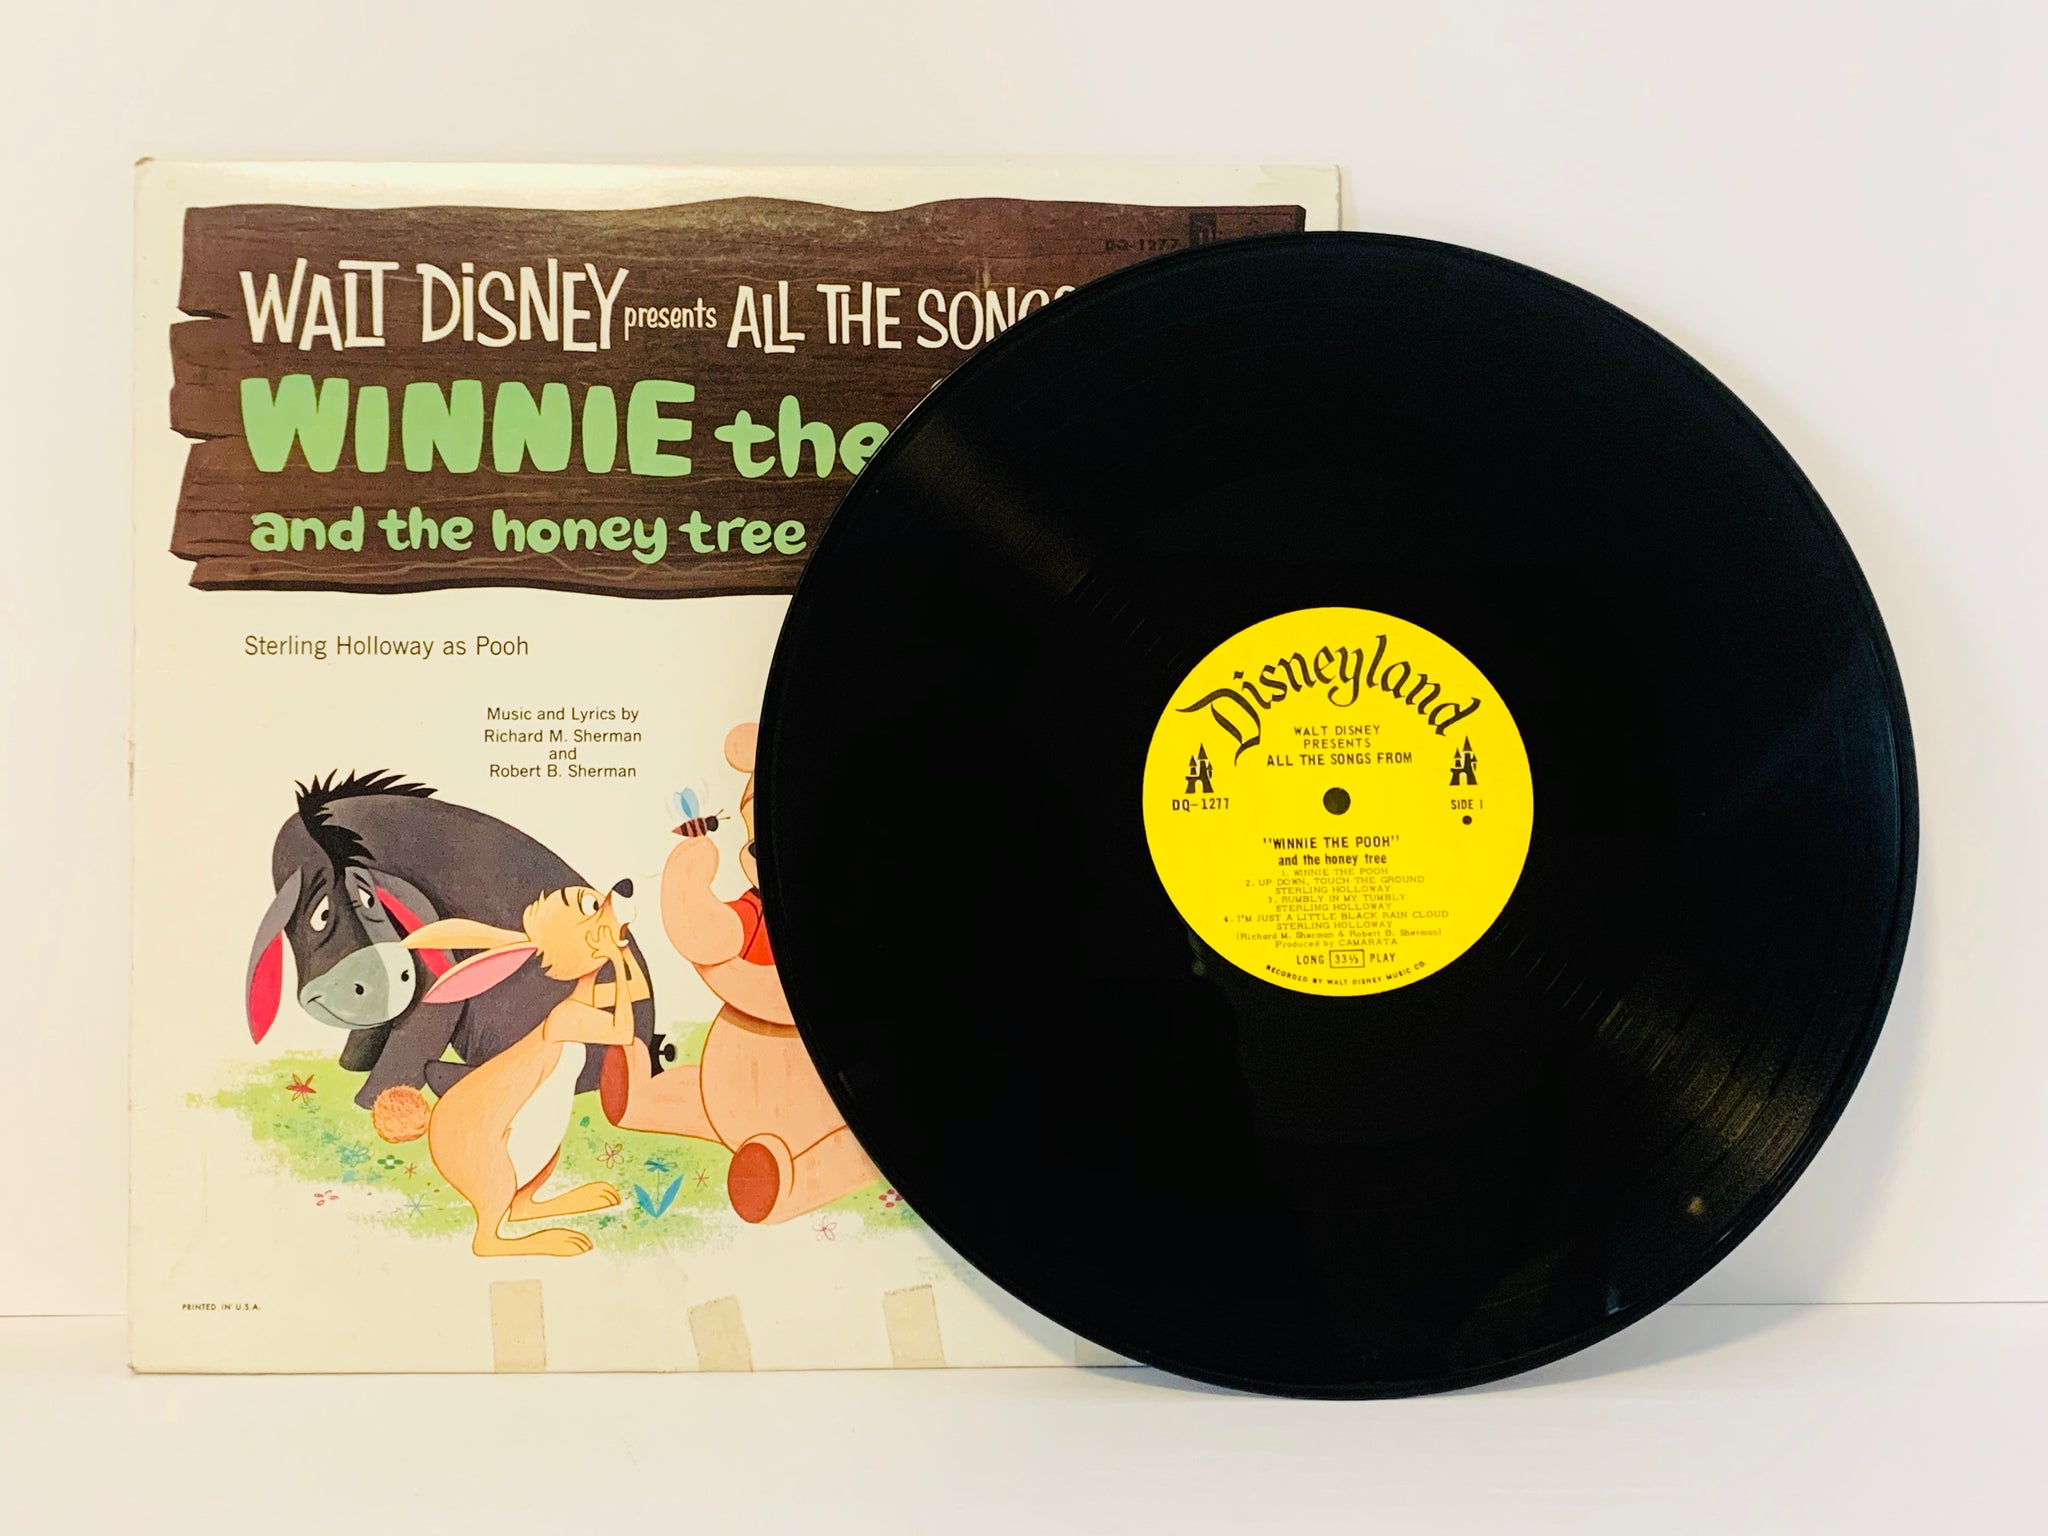 DQ-1277
WALT DISNEY presents ALL THE SONG
WINNIE the
and the honey tree
Sterling Holloway as Pooh
Music and Lyrics by
Richard M. Sherman
and
Robert B. Sherman
PRINTED IN U.S.A.
Disneyland
WALT DISNEY
PRESENTS
ALL THE SONGS FROM
DQ-1277
SIDE 1
"WINNIE THE POOH"
and the honey tree
1. WINNIE THE POOH
2. UP DOWN, TOUCH THE GROUND
STERLING HOLLOWAY
3. RUMBLY IN MY TUMBLY
STERLING HOLLOWAY
4. I'M JUST A LITTLE BLACK RAIN CLOUD
STERLING HOLLOWAY
(Richard M. Sherman & Robert B. Sherman)
Produced by CAMARATA
LONG 33 1/3 PLAY
RECORDED BY WALT DISNEY MUSIC CO.